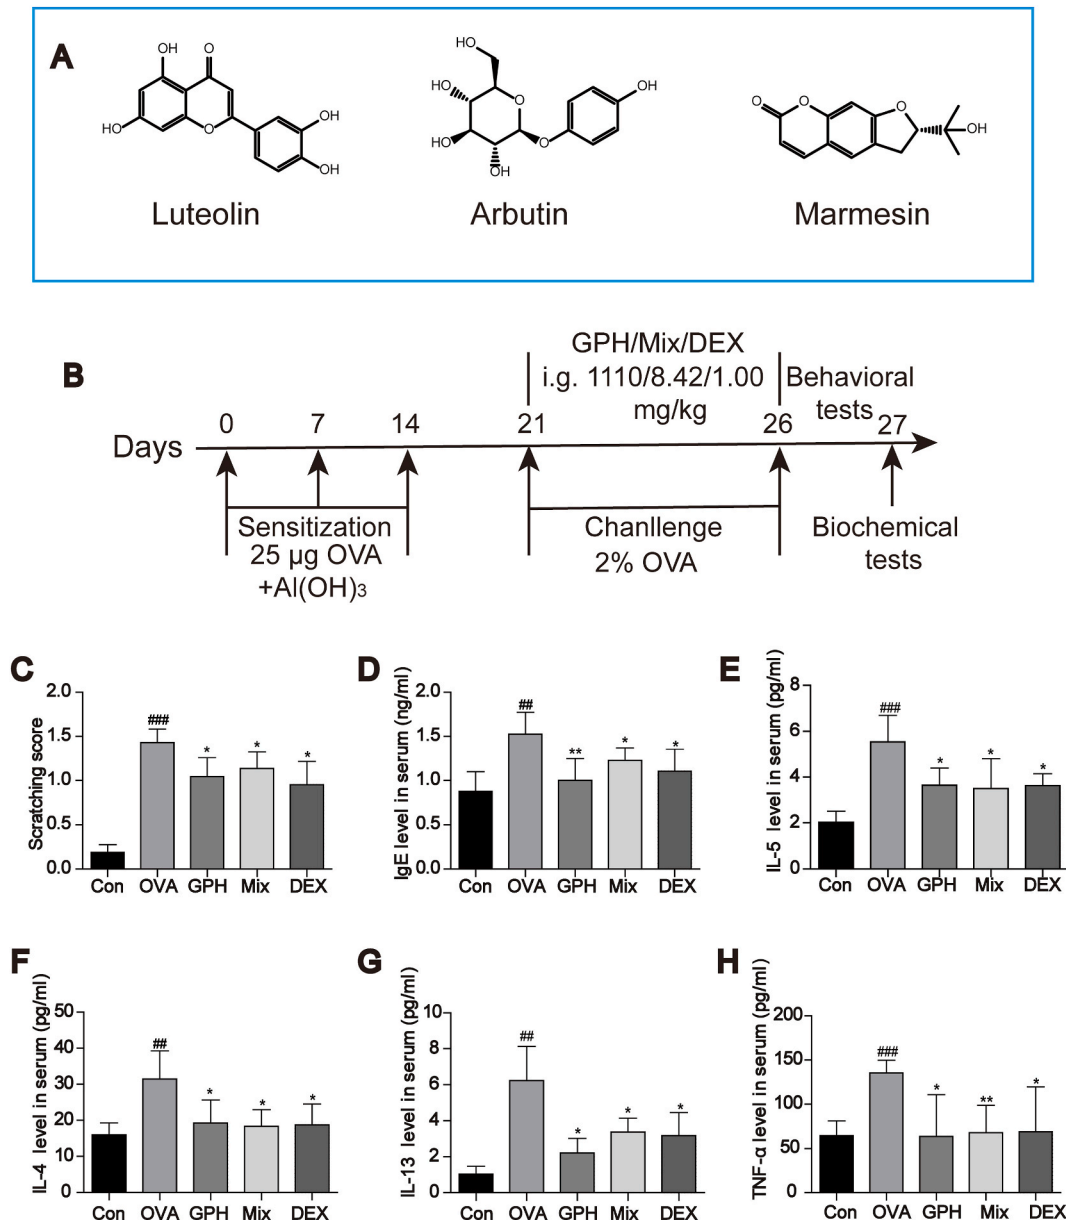 A
OH
O
HO
O
OH
OH
Luteolin
HO
HO
O
OH
HO
O
OH
Arbutin
O
O
O
OH
Marmesin
B
GPH/Mix/DEX
i.g. 1110/8.42/1.00
mg/kg
Behavioral
tests
Days
0 7 14 21 26 27
Sensitization
25 µg OVA
+Al(OH)3
Chanllenge
2% OVA
Biochemical
tests
C
Scratching score
2.0
1.5
1.0
0.5
0.0
###
*
*
*
Con OVA GPH Mix DEX
D
IgE level in serum (ng/ml)
2.0
1.5
1.0
0.5
0.0
##
**
*
*
Con OVA GPH Mix DEX
E
IL-5 level in serum (pg/ml)
8
6
4
2
0
###
*
*
*
Con OVA GPH Mix DEX
F
IL-4 level in serum (pg/ml)
50
40
30
20
10
0
##
*
*
*
Con OVA GPH Mix DEX
G
IL-13 level in serum (pg/ml)
10
8
6
4
2
0
##
*
*
*
Con OVA GPH Mix DEX
H
TNF-α level in serum (pg/ml)
200
150
100
50
0
###
*
**
*
Con OVA GPH Mix DEX